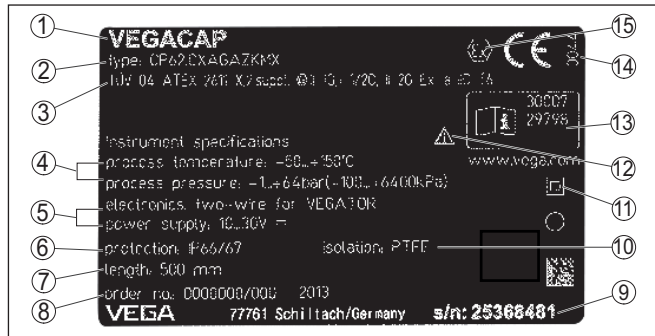 ① VEGACAP ⑮ CE 0044
② type: CP62.CXAGAZKMX ⑭
③ TÜV 04 ATEX
30007
29798 ⑬
Instrument specifications ⑫
④ process temperature: -50...+150°C www.vega.com
process pressure: -1...+64bar(-100...+6400kPa)
⑤ electronics: two-wire for VEGATOR ⑪
power supply: 10...30V
⑥ protection: IP66/67 isolation: PTFE ⑩
⑦ length: 500 mm
⑧ order no.: 0000000/000 2013
VEGA 77761 Schiltach/Germany s/n: 25368481 ⑨